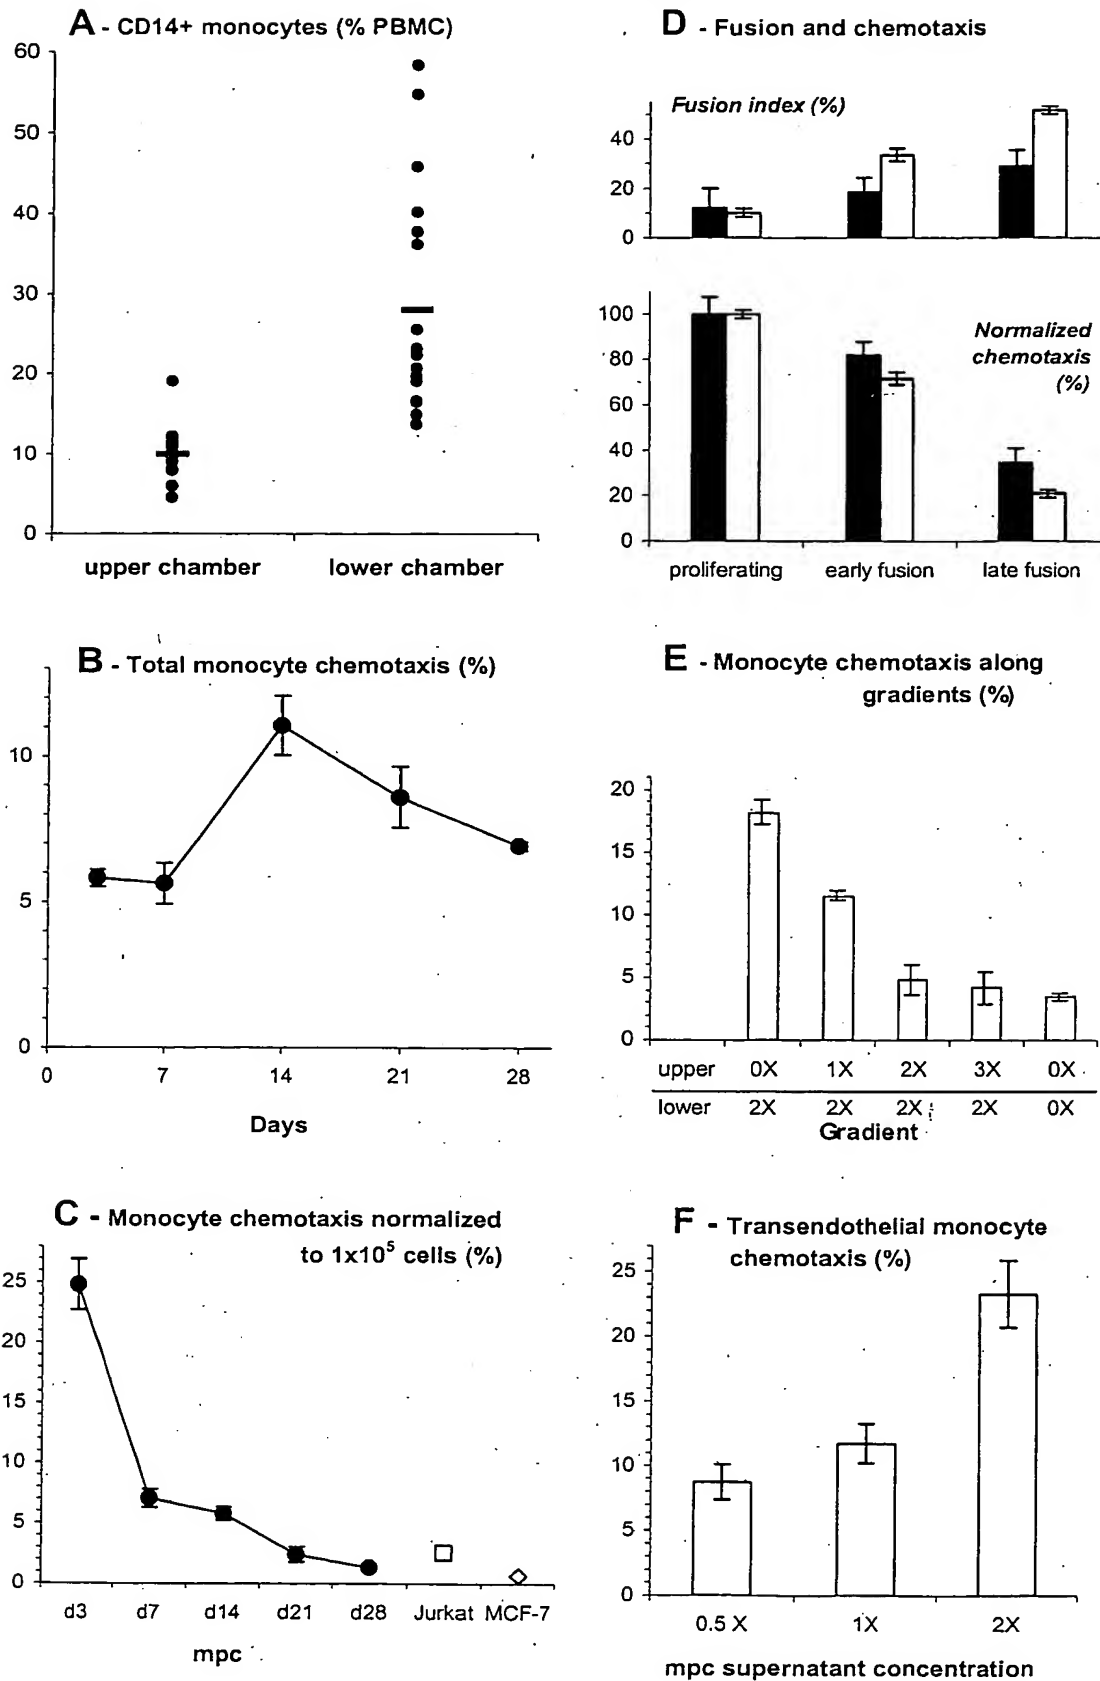 A - CD14+ monocytes (% PBMC)
60
50
40
30
20
10
0
upper chamber
lower chamber
B - Total monocyte chemotaxis (%)
10
5
0
0 7 14 21 28
Days
C - Monocyte chemotaxis normalized
to 1x10⁵ cells (%)
25
20
15
10
5
0
d3 d7 d14 d21 d28 Jurkat MCF-7
mpc
D - Fusion and chemotaxis
Fusion index (%)
40
20
0
Normalized
chemotaxis
(%)
100
80
60
40
20
0
proliferating early fusion late fusion
E - Monocyte chemotaxis along
gradients (%)
20
15
10
5
0
upper 0X 1X 2X 3X 0X
lower 2X 2X 2X 2X 0X
Gradient
F - Transendothelial monocyte
chemotaxis (%)
25
20
15
10
5
0
0.5 X 1X 2X
mpc supernatant concentration